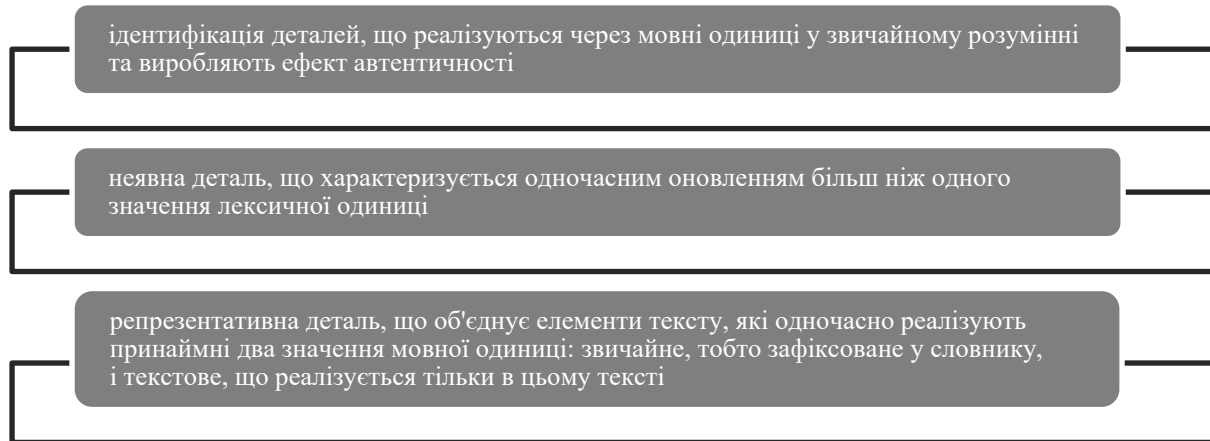 ідентифікація деталей, що реалізуються через мовні одиниці у звичайному розумінні
та виробляють ефект автентичності
неявна деталь, що характеризується одночасним оновленням більш ніж одного
значення лексичної одиниці
репрезентативна деталь, що об'єднує елементи тексту, які одночасно реалізують
принаймні два значення мовної одиниці: звичайне, тобто зафіксоване у словнику,
і текстове, що реалізується тільки в цьому тексті